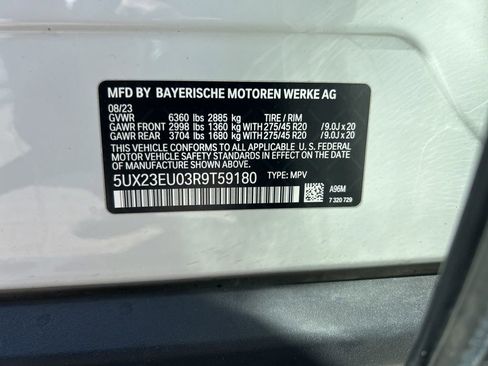 MFD BY BAYERISCHE MOTOREN WERKE AG
08/23
GVWR 6360 lbs 2885 kg TIRE / RIM
GAWR FRONT 2998 lbs 1360 kg WITH 275/45 R20 /9.0J x 20
GAWR REAR 3704 lbs 1680 kg WITH 275/45 R20 /9.0J x 20
THIS VEHICLE CONFORMS TO ALL APPLICABLE U. S. FEDERAL
MOTOR VEHICLE SAFETY STANDARDS IN EFFECT ON THE DATE OF
MANUFACTURE SHOWN ABOVE.
5UX23EU03R9T59180 TYPE: MPV
A96M
7 320 729